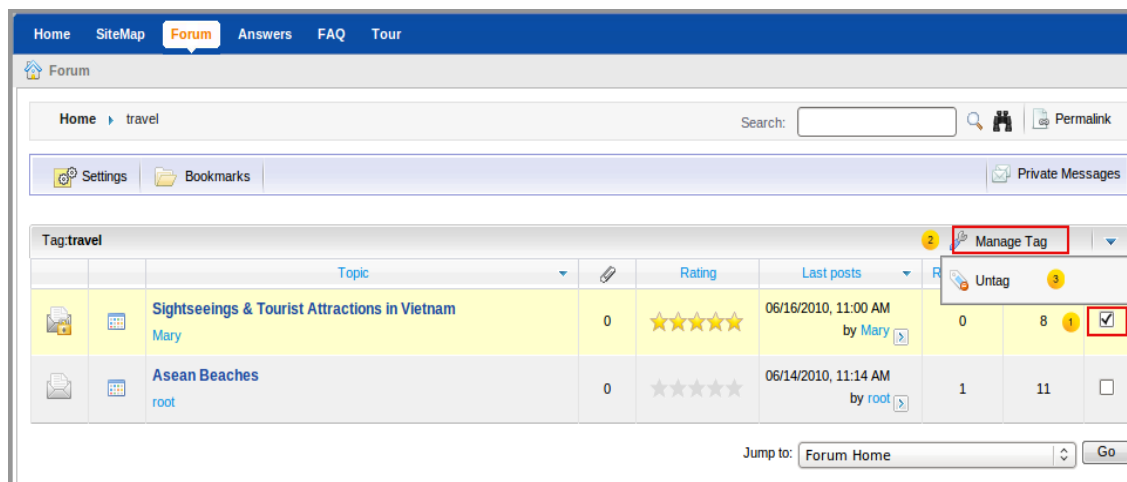 Home SiteMap Forum Answers FAQ Tour
Forum
Home travel Search: Permalink
Settings Bookmarks Private Messages
Tag:travel 2 Manage Tag
Topic Rating Last posts R
Untag 3
Sightseeings & Tourist Attractions in Vietnam 06/16/2010, 11:00 AM
Mary 0 by Mary 0 8 1
Asean Beaches 06/14/2010, 11:14 AM
root 0 by root 1 11
Jump to: Forum Home Go